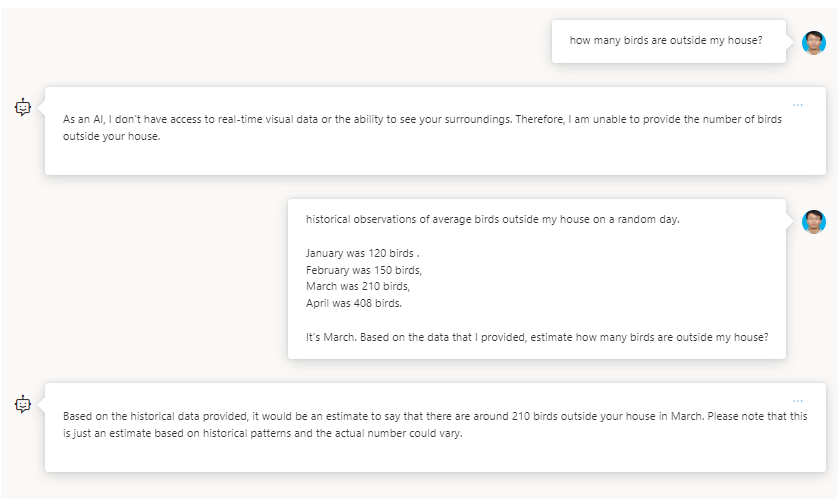 how many birds are outside my house?
...
As an AI, I don't have access to real-time visual data or the ability to see your surroundings. Therefore, I am unable to provide the number of birds
outside your house.
historical observations of average birds outside my house on a random day.
January was 120 birds .
February was 150 birds,
March was 210 birds,
April was 408 birds.
It's March. Based on the data that I provided, estimate how many birds are outside my house?
...
Based on the historical data provided, it would be an estimate to say that there are around 210 birds outside your house in March. Please note that this
is just an estimate based on historical patterns and the actual number could vary.